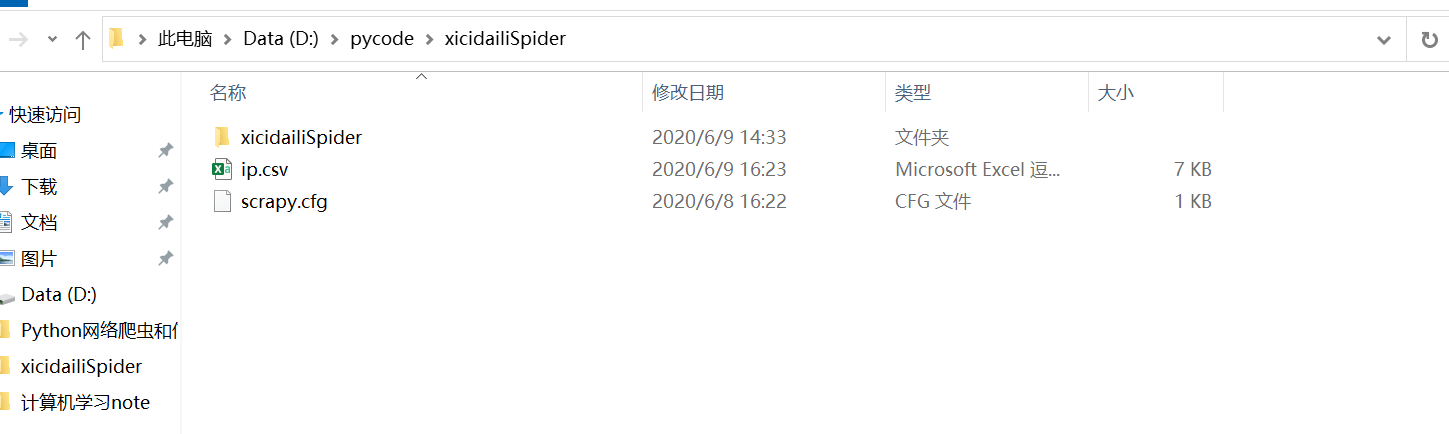 此电脑 Data (D:) pycode xicidailiSpider
名称 修改日期 类型 大小
快速访问
桌面
下载
文档
图片
Data (D:)
Python网络爬虫和
xicidailiSpider
计算机学习note
xicidailiSpider 2020/6/9 14:33 文件夹
ip.csv 2020/6/9 16:23 Microsoft Excel 逗... 7 KB
scrapy.cfg 2020/6/8 16:22 CFG 文件 1 KB